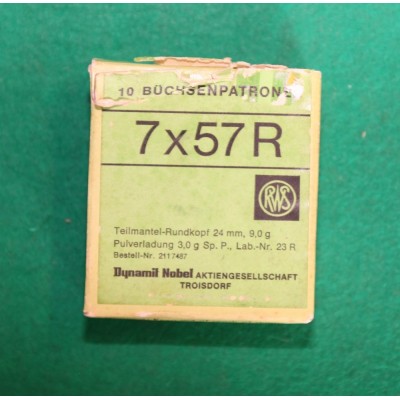 10 BÜCHSENPATRONE
7x57R
RWS
Teilmantel-Rundkopf 24 mm, 9,0 g
Pulverladung 3,0 g Sp. P., Lab.-Nr. 23 R
Bestell-Nr. 2117487
Dynamit Nobel AKTIENGESELLSCHAFT
TROISDORF